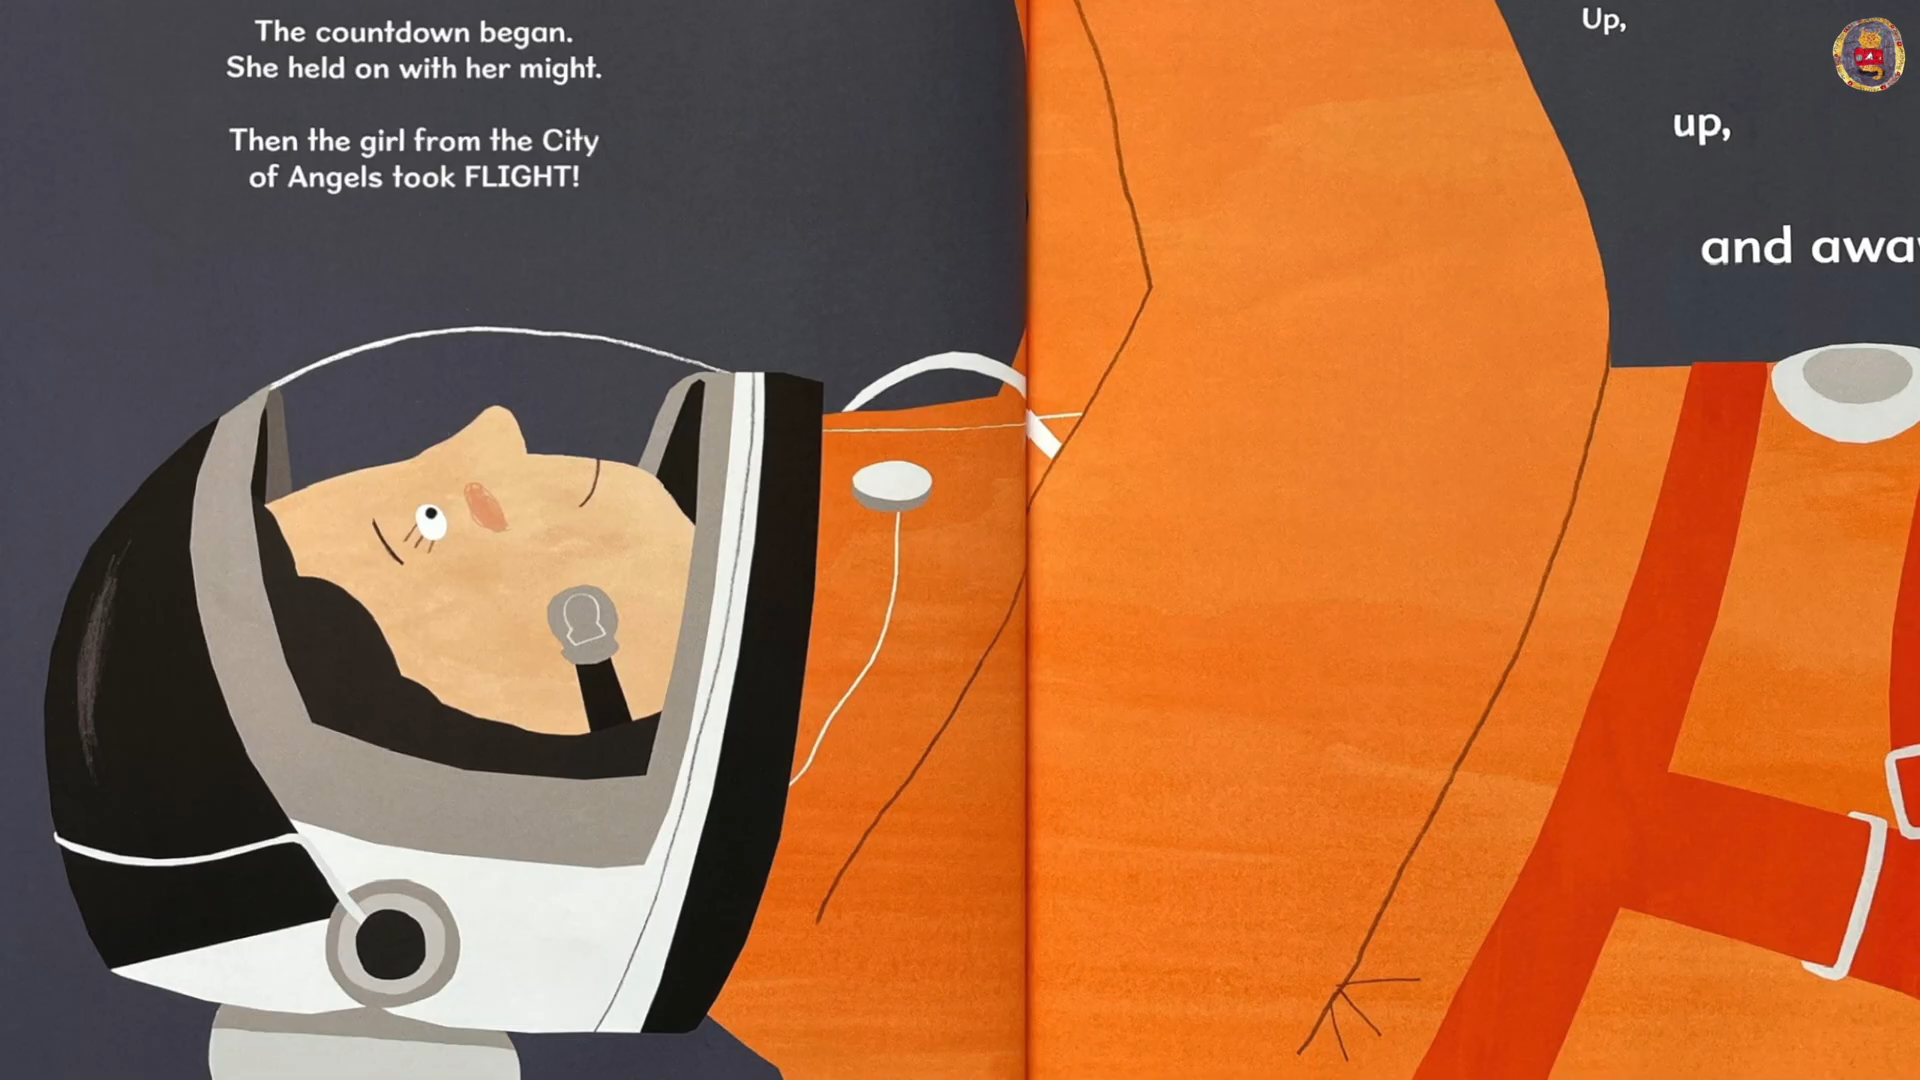 The countdown began.
She held on with her might.
Then the girl from the City
of Angels took FLIGHT!
Up,
up,
and away